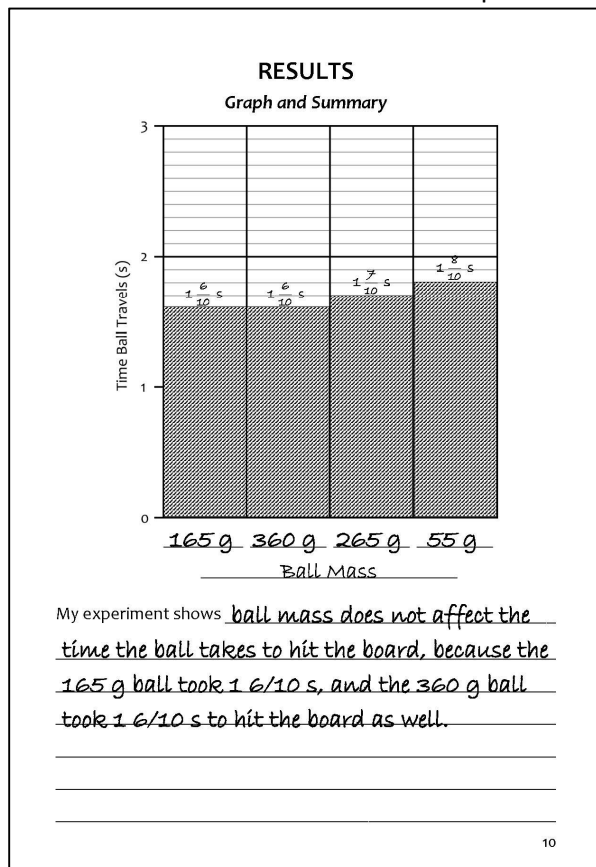 RESULTS
Graph and Summary
3
2
1
0
Time Ball Travels (s)
1 6/10 s
1 6/10 s
1 7/10 s
1 8/10 s
165 g 360 g 265 g 55 g
Ball Mass
My experiment shows ball mass does not affect the
time the ball takes to hit the board, because the
165 g ball took 1 6/10 s, and the 360 g ball
took 1 6/10 s to hit the board as well.
10